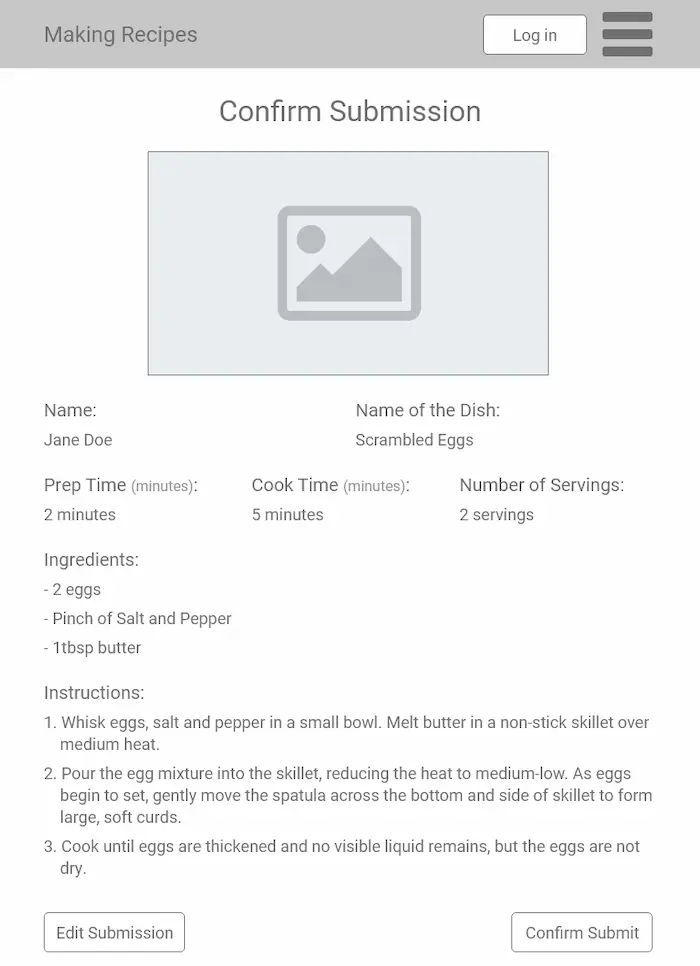 Making Recipes
Log in
Confirm Submission
Name:
Name of the Dish:
Jane Doe
Scrambled Eggs
Prep Time (minutes):
Cook Time (minutes):
Number of Servings:
2 minutes
5 minutes
2 servings
Ingredients:
- 2 eggs
- Pinch of Salt and Pepper
- 1tbsp butter
Instructions:
1. Whisk eggs, salt and pepper in a small bowl. Melt butter in a non-stick skillet over
medium heat.
2. Pour the egg mixture into the skillet, reducing the heat to medium-low. As eggs
begin to set, gently move the spatula across the bottom and side of skillet to form
large, soft curds.
3. Cook until eggs are thickened and no visible liquid remains, but the eggs are not
dry.
Edit Submission
Confirm Submit